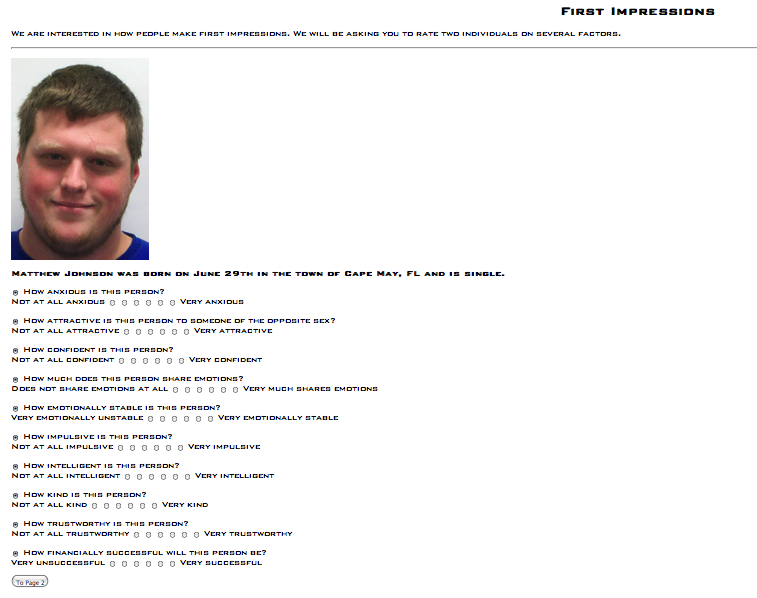 First Impressions
We are interested in how people make first impressions. We will be asking you to rate two individuals on several factors.
Matthew Johnson was born on June 29th in the town of Cape May, FL and is single.
How anxious is this person?
Not at all anxious Very anxious
How attractive is this person to someone of the opposite sex?
Not at all attractive Very attractive
How confident is this person?
Not at all confident Very confident
How much does this person share emotions?
Does not share emotions at all Very much shares emotions
How emotionally stable is this person?
Very emotionally unstable Very emotionally stable
How impulsive is this person?
Not at all impulsive Very impulsive
How intelligent is this person?
Not at all intelligent Very intelligent
How kind is this person?
Not at all kind Very kind
How trustworthy is this person?
Not at all trustworthy Very trustworthy
How financially successful will this person be?
Very unsuccessful Very successful
To Page 2